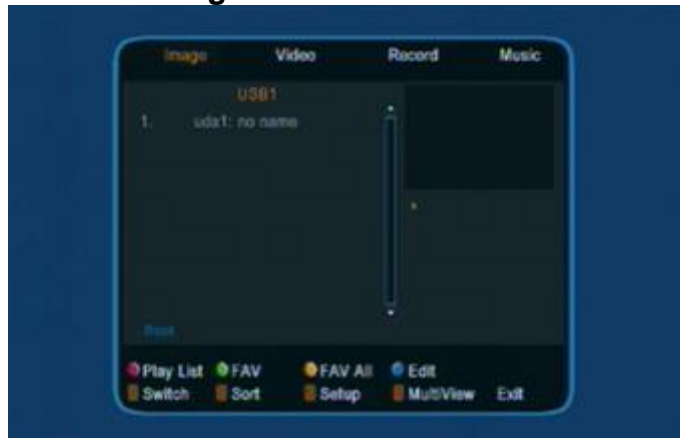 Image Video Record Music
USB1
1. uda1: no name
Root
Play List FAV FAV All Edit
Switch Sort Setup MultiView Exit